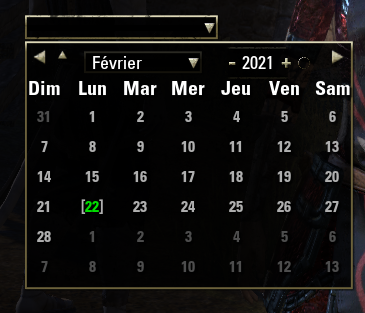 Février - 2021 +
Dim Lun Mar Mer Jeu Ven Sam
31 1 2 3 4 5 6
7 8 9 10 11 12 13
14 15 16 17 18 19 20
21 [22] 23 24 25 26 27
28 1 2 3 4 5 6
7 8 9 10 11 12 13